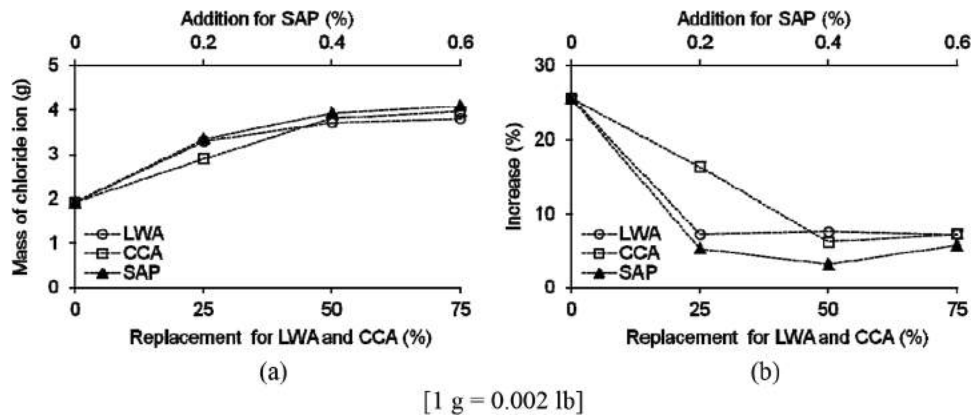 Addition for SAP (%)
0 0.2 0.4 0.6
Mass of chloride ion (g)
5
4
3
2
1
0
LWA
CCA
SAP
0 25 50 75
Replacement for LWA and CCA (%)
(a)
Addition for SAP (%)
0 0.2 0.4 0.6
Increase (%)
30
20
10
0
LWA
CCA
SAP
0 25 50 75
Replacement for LWA and CCA (%)
(b)
[1 g = 0.002 lb]